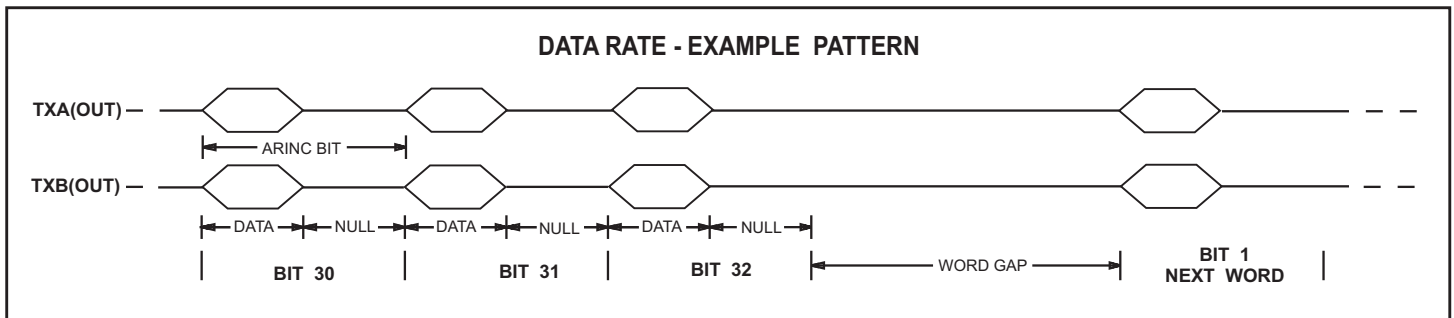 DATA RATE - EXAMPLE PATTERN
TXA(OUT)
ARINC BIT
TXB(OUT)
DATA NULL DATA NULL DATA NULL
BIT 30 BIT 31 BIT 32 WORD GAP BIT 1
NEXT WORD